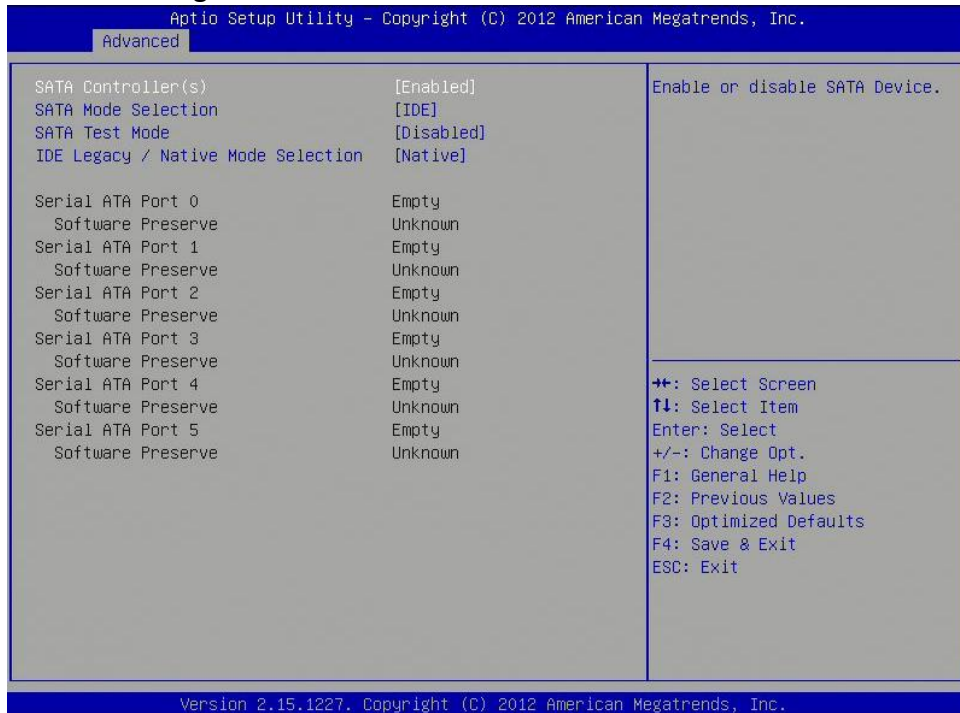 Aptio Setup Utility – Copyright (C) 2012 American Megatrends, Inc.
Advanced
SATA Controller(s) [Enabled]
SATA Mode Selection [IDE]
SATA Test Mode [Disabled]
IDE Legacy / Native Mode Selection [Native]
Serial ATA Port 0 Empty
Software Preserve Unknown
Serial ATA Port 1 Empty
Software Preserve Unknown
Serial ATA Port 2 Empty
Software Preserve Unknown
Serial ATA Port 3 Empty
Software Preserve Unknown
Serial ATA Port 4 Empty
Software Preserve Unknown
Serial ATA Port 5 Empty
Software Preserve Unknown
Enable or disable SATA Device.
→←: Select Screen
↑↓: Select Item
Enter: Select
+/-: Change Opt.
F1: General Help
F2: Previous Values
F3: Optimized Defaults
F4: Save & Exit
ESC: Exit
Version 2.15.1227. Copyright (C) 2012 American Megatrends, Inc.